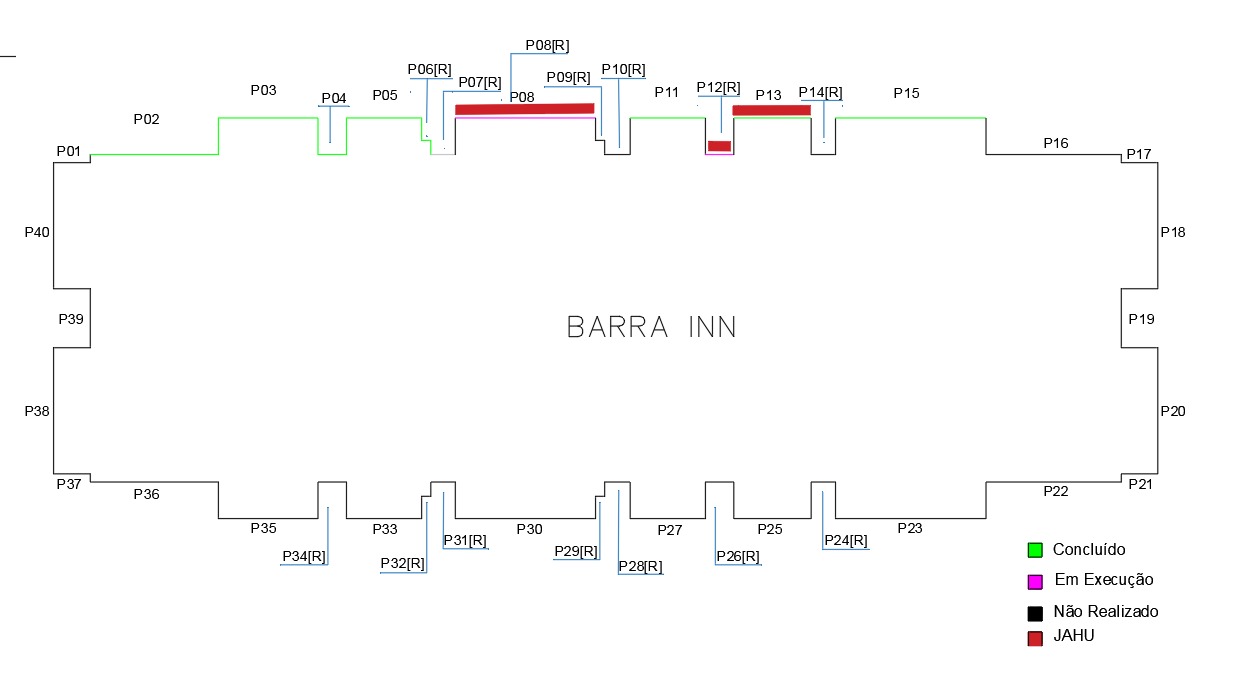 P08[R]
P06[R]
P10[R]
P07[R]
P09[R]
P03
P04
P05
P08
P11
P12[R]
P13
P14[R]
P15
P02
P01
P16
P17
P40
P18
P39
BARRA INN
P19
P38
P20
P37
P36
P22
P21
P35
P33
P30
P27
P25
P23
P34[R]
P32[R]
P31[R]
P29[R]
P28[R]
P26[R]
P24[R]
Concluído
Em Execução
Não Realizado
JAHU